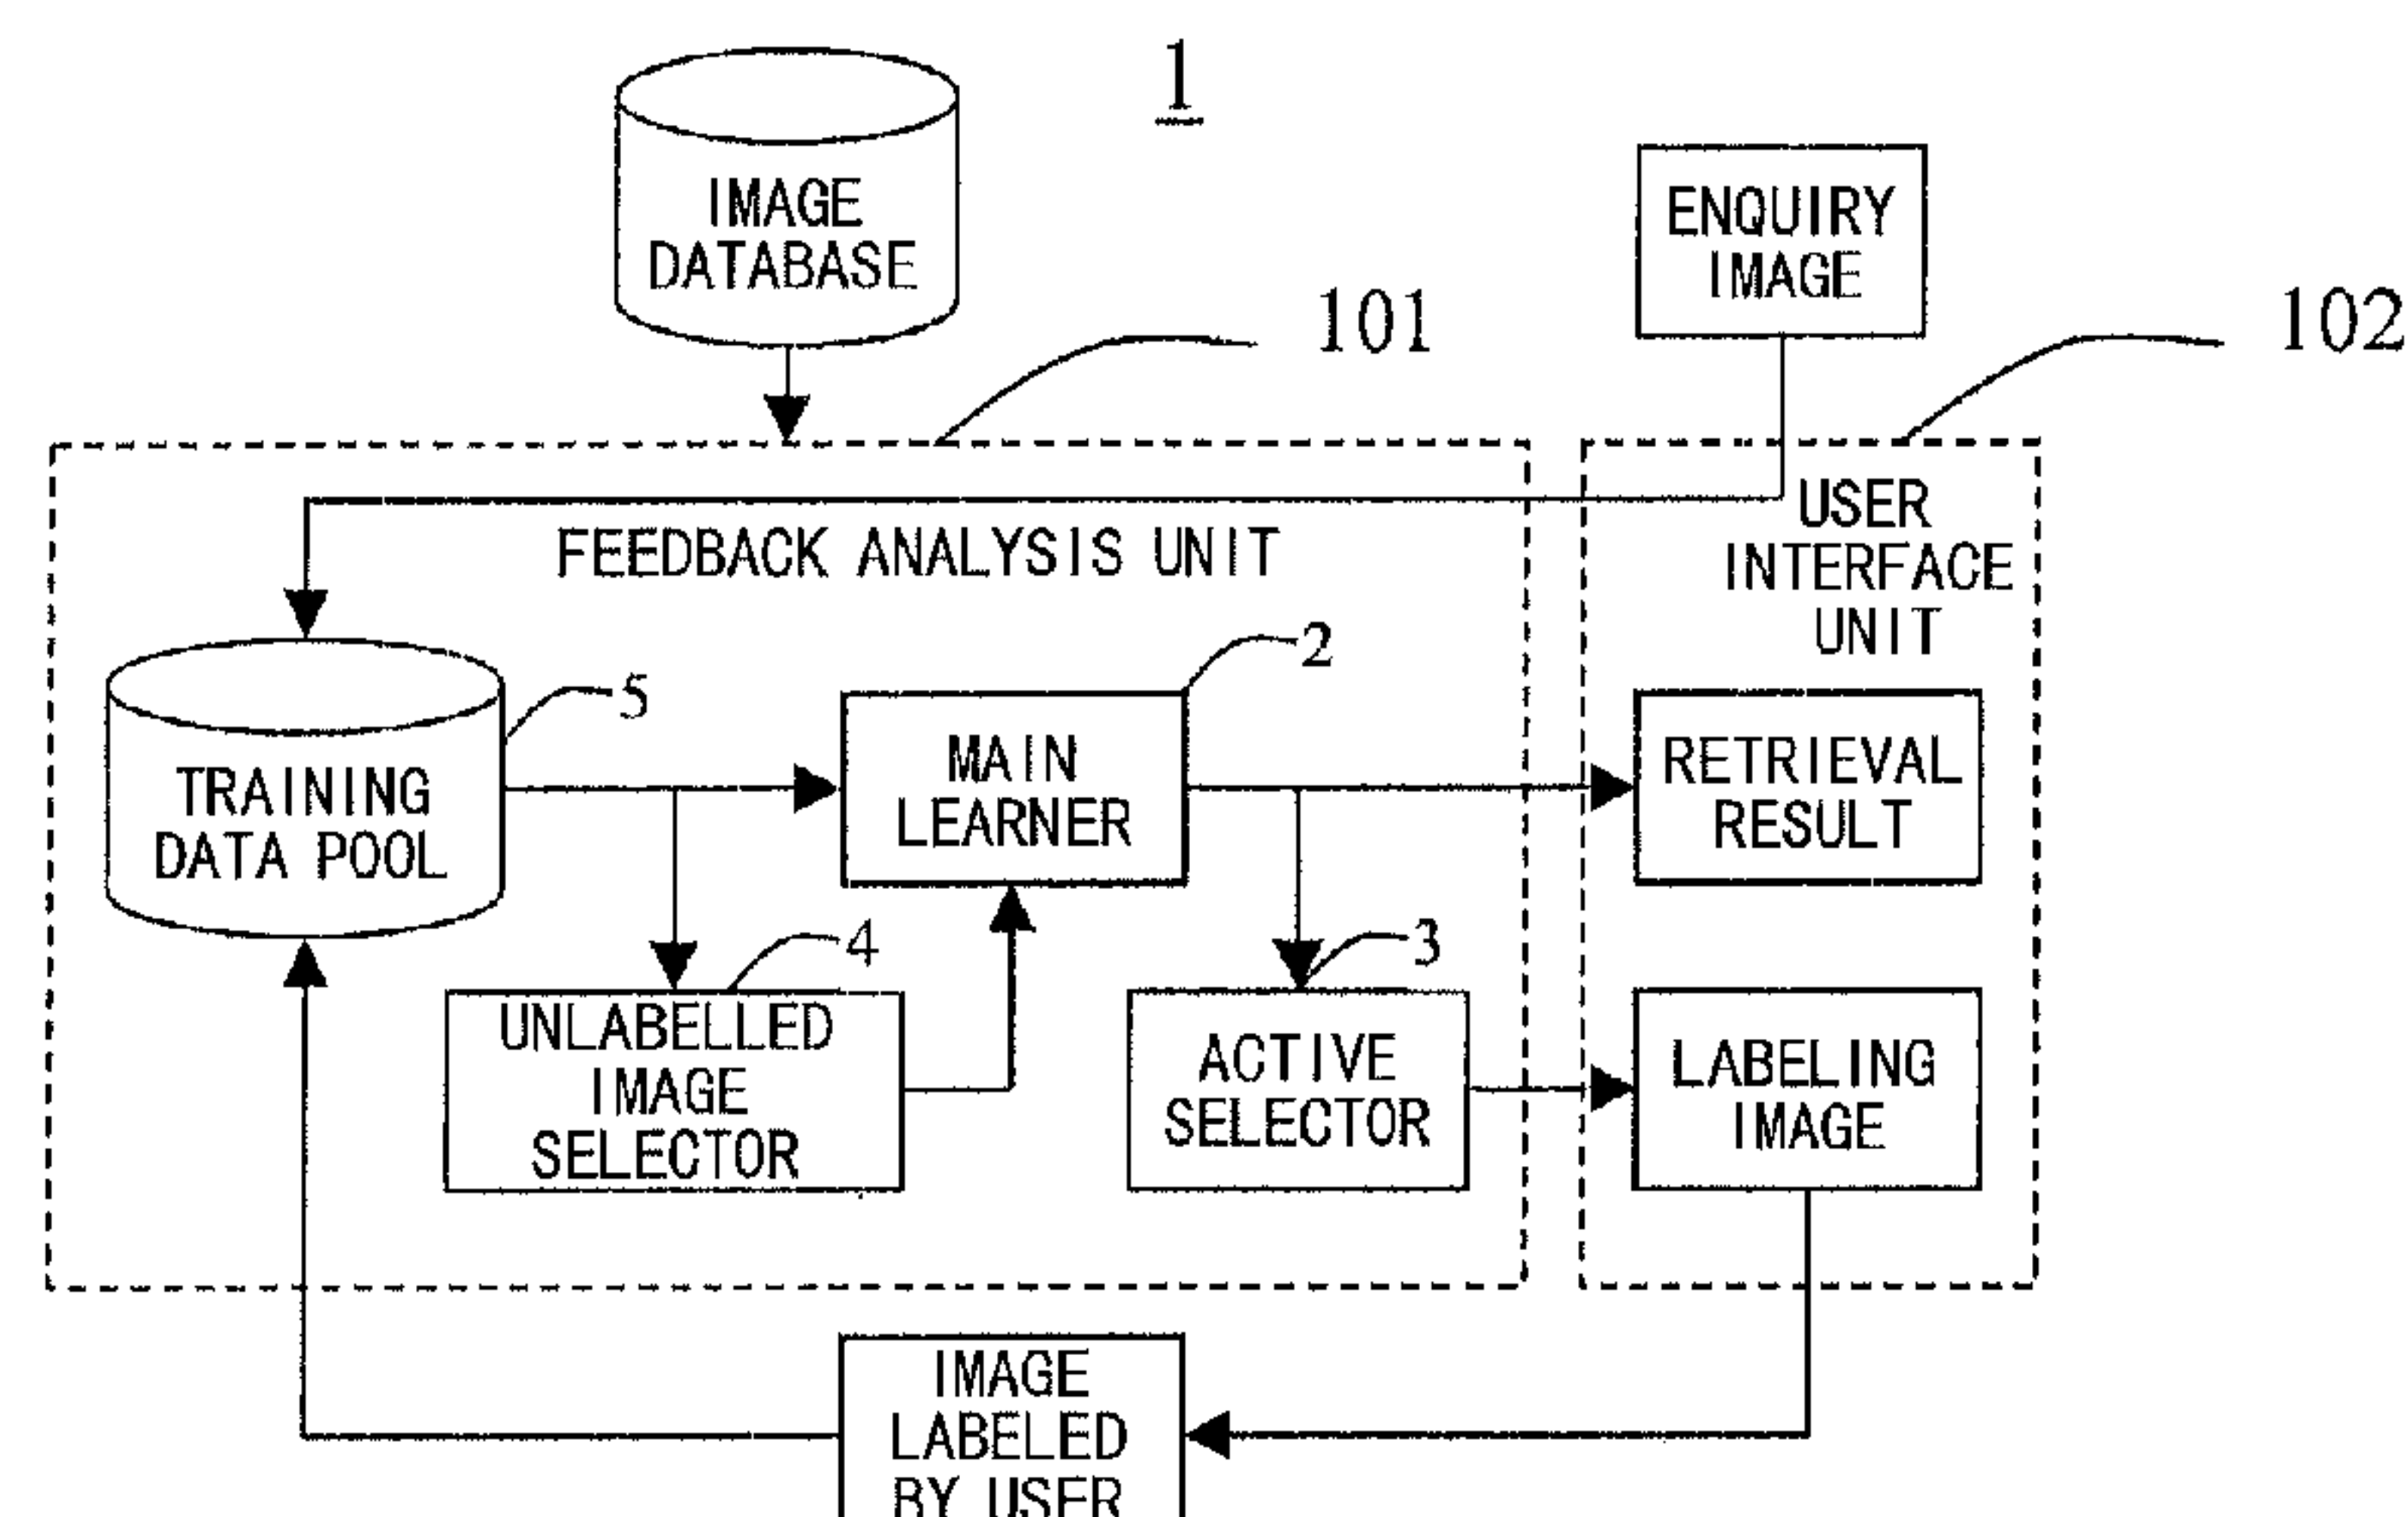 1
IMAGE
DATABASE
ENQUIRY
IMAGE
101
102
FEEDBACK ANALYSIS UNIT
USER
INTERFACE
UNIT
5
2
TRAINING
DATA POOL
MAIN
LEARNER
RETRIEVAL
RESULT
4
3
UNLABELLED
IMAGE
SELECTOR
ACTIVE
SELECTOR
LABELING
IMAGE
IMAGE
LABELED
BY USER